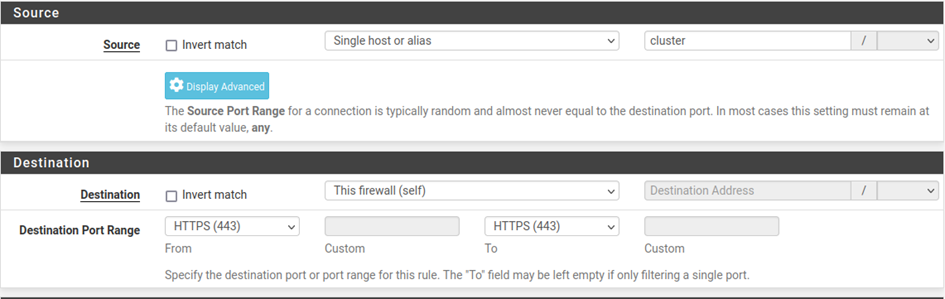 Source
Source Invert match Single host or alias cluster /
Display Advanced
The Source Port Range for a connection is typically random and almost never equal to the destination port. In most cases this setting must remain at
its default value, any.
Destination
Destination Invert match This firewall (self) Destination Address /
Destination Port Range HTTPS (443) HTTPS (443)
From Custom To Custom
Specify the destination port or port range for this rule. The "To" field may be left empty if only filtering a single port.